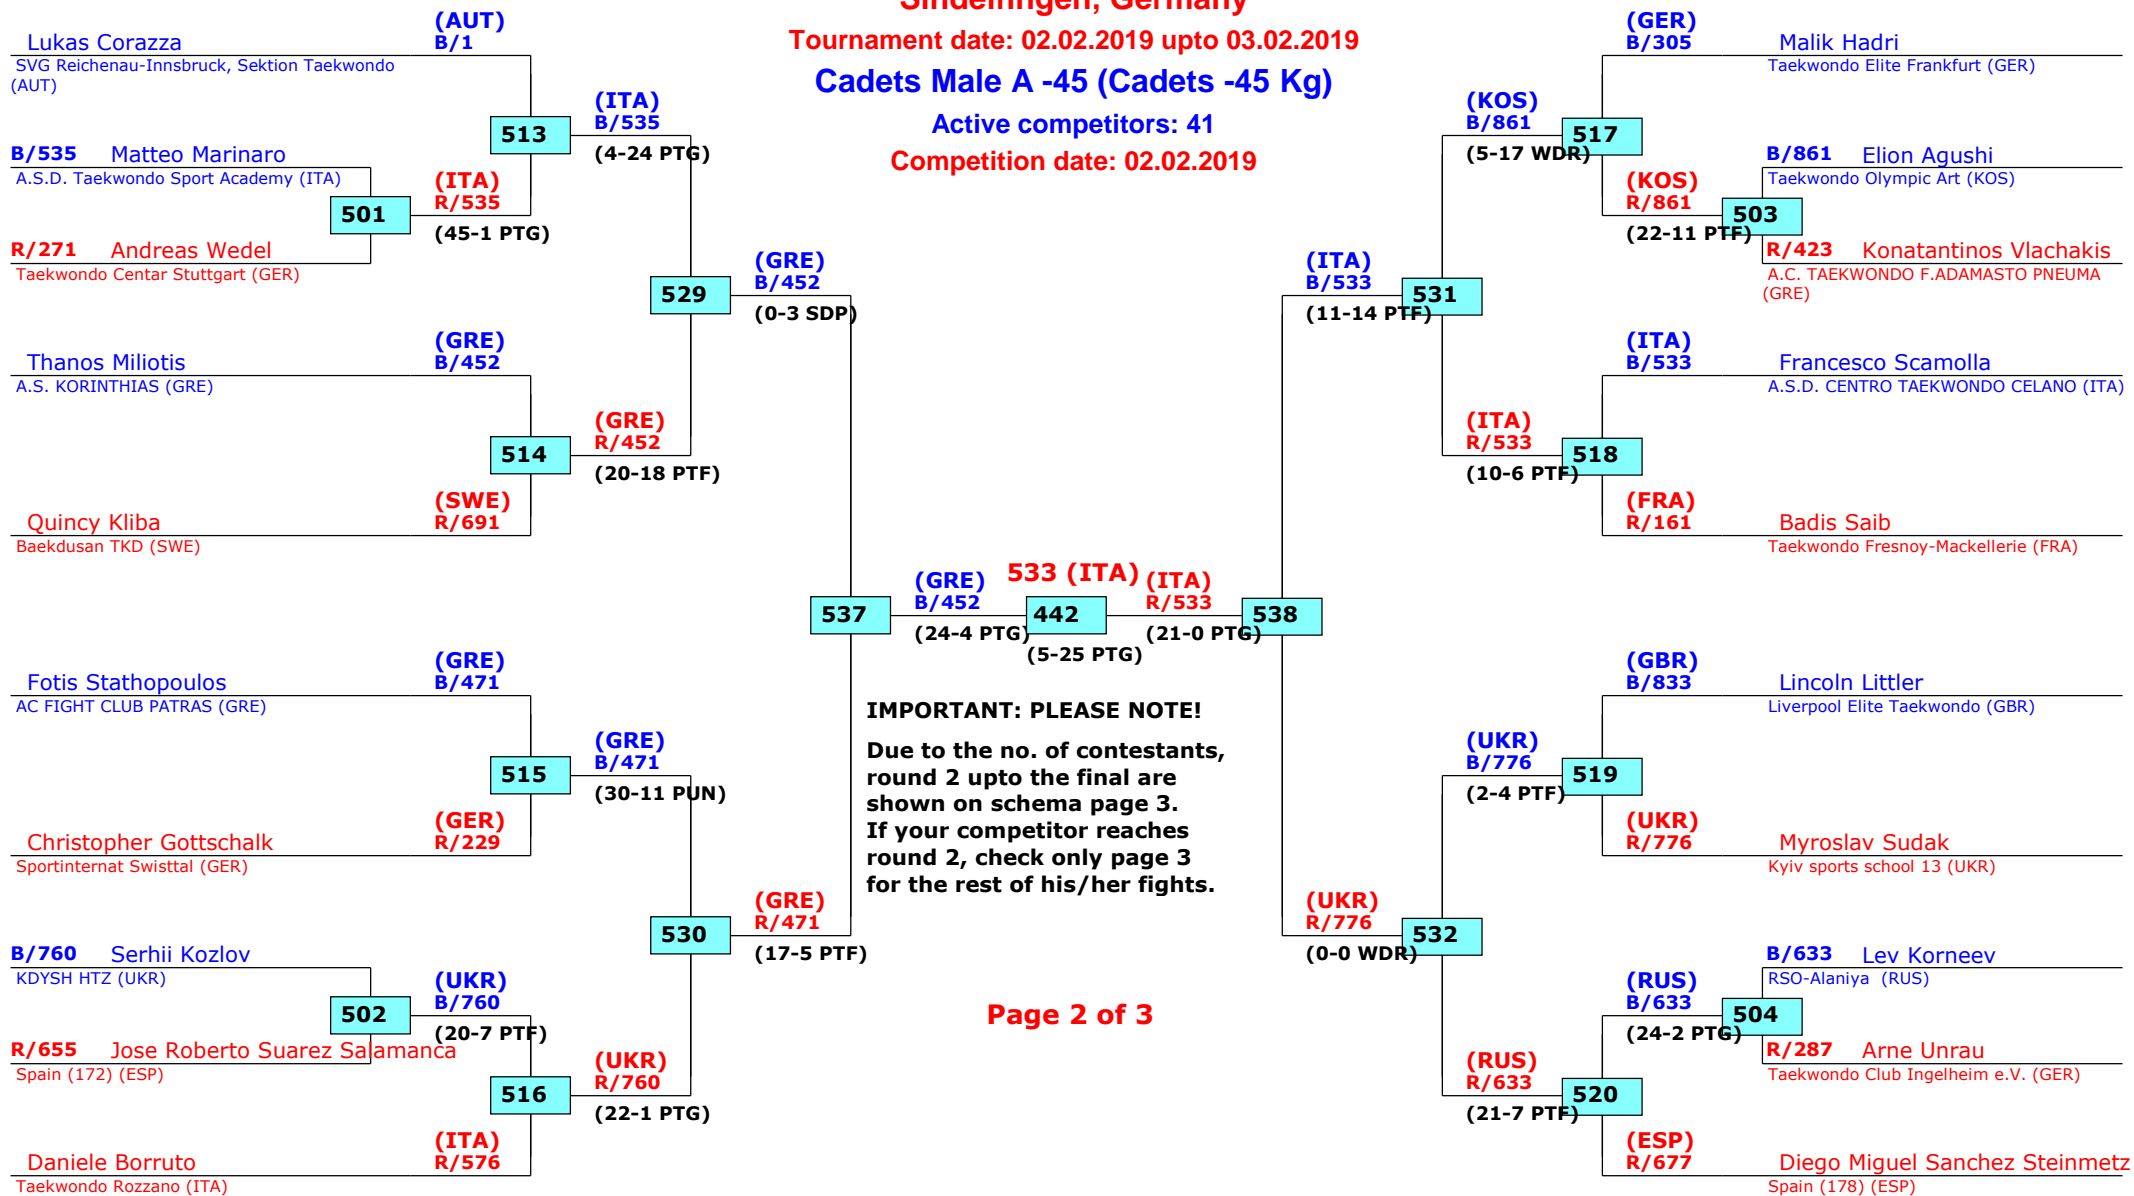 Sindelfingen, Germany
Tournament date: 02.02.2019 upto 03.02.2019
Cadets Male A -45 (Cadets -45 Kg)
Active competitors: 41
Competition date: 02.02.2019
(AUT)
Lukas Corazza B/1
SVG Reichenau-Innsbruck, Sektion Taekwondo
(AUT)
(ITA)
B/535
513
(4-24 PTG)
B/535 Matteo Marinaro
A.S.D. Taekwondo Sport Academy (ITA)
(ITA)
R/535
501
(45-1 PTG)
R/271 Andreas Wedel
Taekwondo Centar Stuttgart (GER)
(GRE)
B/452
529
(0-3 SDP)
(GRE)
Thanos Miliotis B/452
A.S. KORINTHIAS (GRE)
(GRE)
R/452
514
(20-18 PTF)
(SWE)
Quincy Kliba R/691
Baekdusan TKD (SWE)
537
(GRE)
B/452
(24-4 PTG)
533 (ITA)
442
(5-25 PTG)
(ITA)
R/533
(21-0 PTG)
538
(GRE)
Fotis Stathopoulos B/471
AC FIGHT CLUB PATRAS (GRE)
(GRE)
B/471
515
(30-11 PUN)
(GER)
Christopher Gottschalk R/229
Sportinternat Swisttal (GER)
(GRE)
R/471
530
(17-5 PTF)
B/760 Serhii Kozlov
KDYSH HTZ (UKR)
(UKR)
B/760
502
(20-7 PTF)
R/655 Jose Roberto Suarez Salamanca
Spain (172) (ESP)
(UKR)
R/760
516
(22-1 PTG)
(ITA)
Daniele Borruto R/576
Taekwondo Rozzano (ITA)
IMPORTANT: PLEASE NOTE!
Due to the no. of contestants,
round 2 upto the final are
shown on schema page 3.
If your competitor reaches
round 2, check only page 3
for the rest of his/her fights.
Page 2 of 3
(GER)
B/305 Malik Hadri
Taekwondo Elite Frankfurt (GER)
(KOS)
B/861
517
(5-17 WDR)
B/861 Elion Agushi
Taekwondo Olympic Art (KOS)
(KOS)
R/861
503
(22-11 PTF)
R/423 Konatantinos Vlachakis
A.C. TAEKWONDO F.ADAMASTO PNEUMA
(GRE)
(ITA)
B/533
531
(11-14 PTF)
(ITA)
B/533 Francesco Scamolla
A.S.D. CENTRO TAEKWONDO CELANO (ITA)
(ITA)
R/533
518
(10-6 PTF)
(FRA)
R/161 Badis Saib
Taekwondo Fresnoy-Mackellerie (FRA)
(GBR)
B/833 Lincoln Littler
Liverpool Elite Taekwondo (GBR)
(UKR)
B/776
519
(2-4 PTF)
(UKR)
R/776 Myroslav Sudak
Kyiv sports school 13 (UKR)
(UKR)
R/776
532
(0-0 WDR)
B/633 Lev Korneev
RSO-Alaniya (RUS)
(RUS)
B/633
504
(24-2 PTG)
R/287 Arne Unrau
Taekwondo Club Ingelheim e.V. (GER)
(RUS)
R/633
520
(21-7 PTF)
(ESP)
R/677 Diego Miguel Sanchez Steinmetz
Spain (178) (ESP)